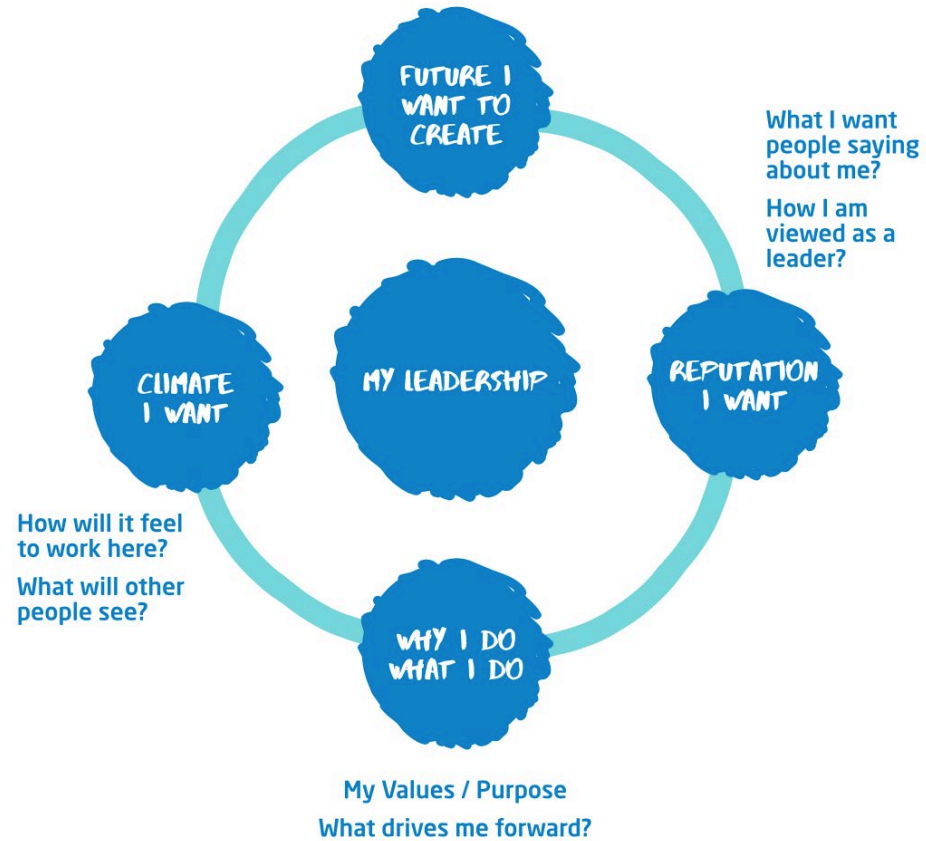 FUTURE I
WANT TO
CREATE
What I want
people saying
about me?
How I am
viewed as a
leader?
CLIMATE
I WANT
MY LEADERSHIP
REPUTATION
I WANT
How will it feel
to work here?
What will other
people see?
WHY I DO
WHAT I DO
My Values / Purpose
What drives me forward?